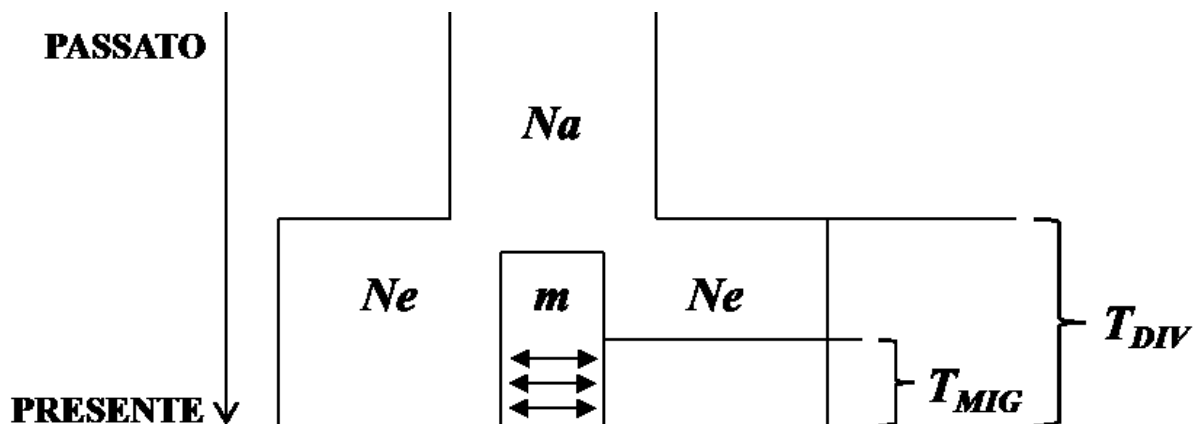 PASSATO
Na
Ne
m
Ne
T_DIV
T_MIG
PRESENTE